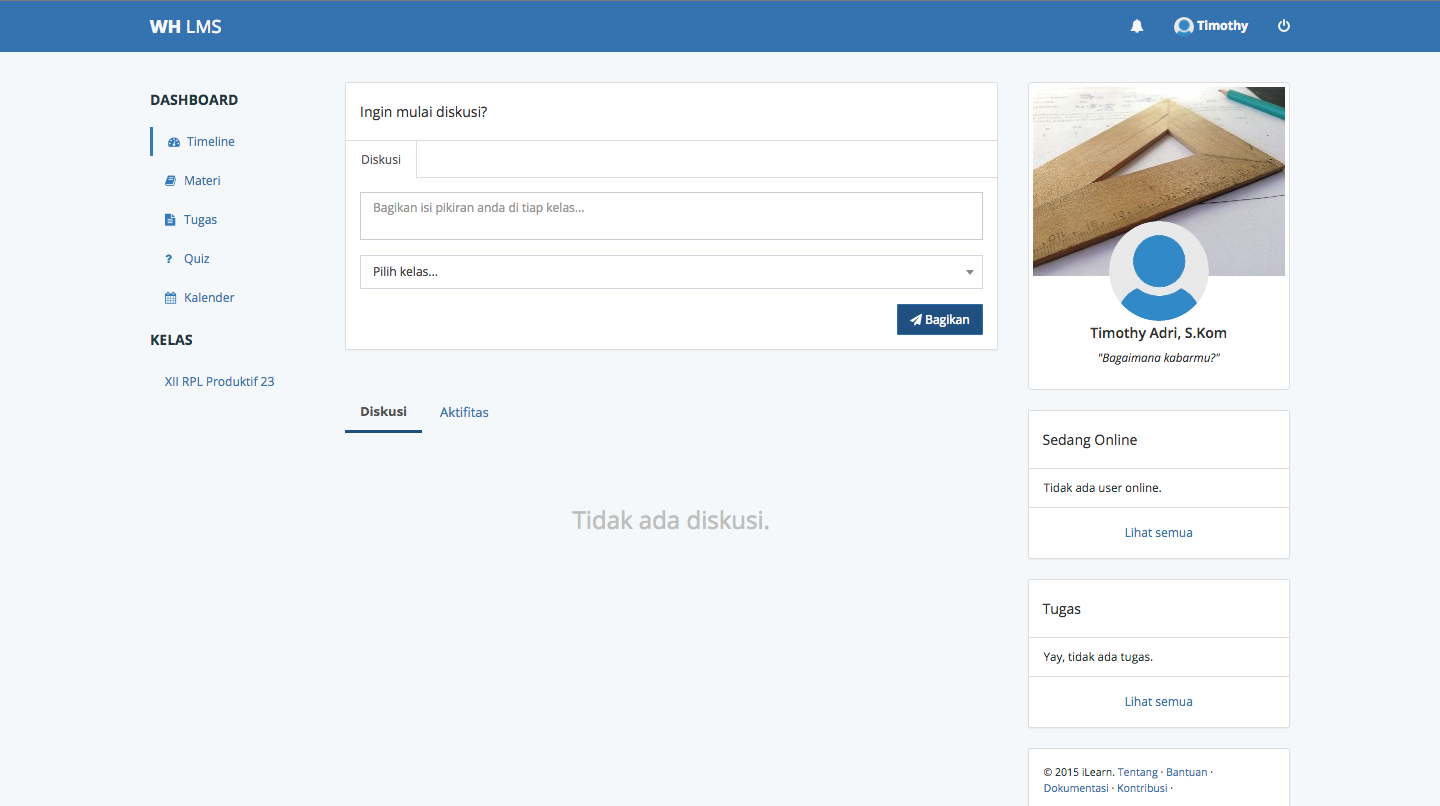 WH LMS
Timothy
DASHBOARD
Timeline
Materi
Tugas
Quiz
Kalender
KELAS
XII RPL Produktif 23
Ingin mulai diskusi?
Diskusi
Bagikan isi pikiran anda di tiap kelas...
Pilih kelas...
Bagikan
Diskusi Aktifitas
Tidak ada diskusi.
Timothy Adri, S.Kom
"Bagaimana kabarmu?"
Sedang Online
Tidak ada user online.
Lihat semua
Tugas
Yay, tidak ada tugas.
Lihat semua
© 2015 iLearn. Tentang · Bantuan ·
Dokumentasi · Kontribusi ·